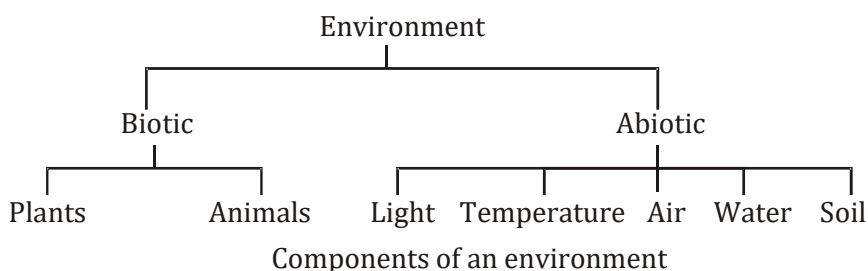 Environment
Biotic Abiotic
Plants Animals Light Temperature Air Water Soil
Components of an environment